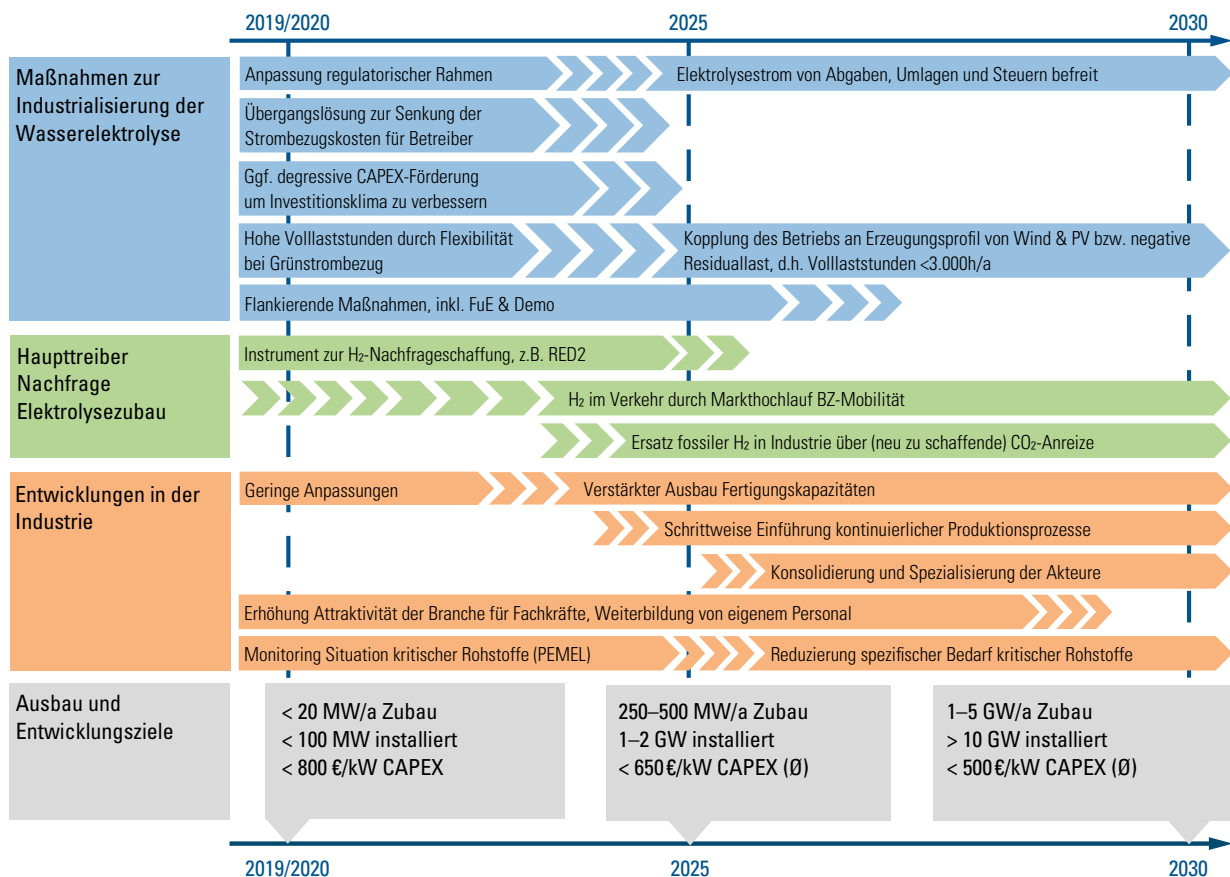 2019/2020 2025 2030
Maßnahmen zur
Industrialisierung der
Wasserelektrolyse
Anpassung regulatorischer Rahmen
Elektrolysestrom von Abgaben, Umlagen und Steuern befreit
Übergangslösung zur Senkung der
Strombezugskosten für Betreiber
Ggf. degressive CAPEX-Förderung
um Investitionsklima zu verbessern
Hohe Volllaststunden durch Flexibilität
bei Grünstrombezug
Kopplung des Betriebs an Erzeugungsprofil von Wind & PV bzw. negative
Residuallast, d.h. Volllaststunden <3.000h/a
Flankierende Maßnahmen, inkl. FuE & Demo
Haupttreiber
Nachfrage
Elektrolysezubau
Instrument zur H₂-Nachfrageschaffung, z.B. RED2
H₂ im Verkehr durch Markthochlauf BZ-Mobilität
Ersatz fossiler H₂ in Industrie über (neu zu schaffende) CO₂-Anreize
Entwicklungen in der
Industrie
Geringe Anpassungen
Verstärkter Ausbau Fertigungskapazitäten
Schrittweise Einführung kontinuierlicher Produktionsprozesse
Konsolidierung und Spezialisierung der Akteure
Erhöhung Attraktivität der Branche für Fachkräfte, Weiterbildung von eigenem Personal
Monitoring Situation kritischer Rohstoffe (PEMEL)
Reduzierung spezifischer Bedarf kritischer Rohstoffe
Ausbau und
Entwicklungsziele
< 20 MW/a Zubau
< 100 MW installiert
< 800 €/kW CAPEX
250–500 MW/a Zubau
1–2 GW installiert
< 650 €/kW CAPEX (Ø)
1–5 GW/a Zubau
> 10 GW installiert
< 500 €/kW CAPEX (Ø)
2019/2020 2025 2030